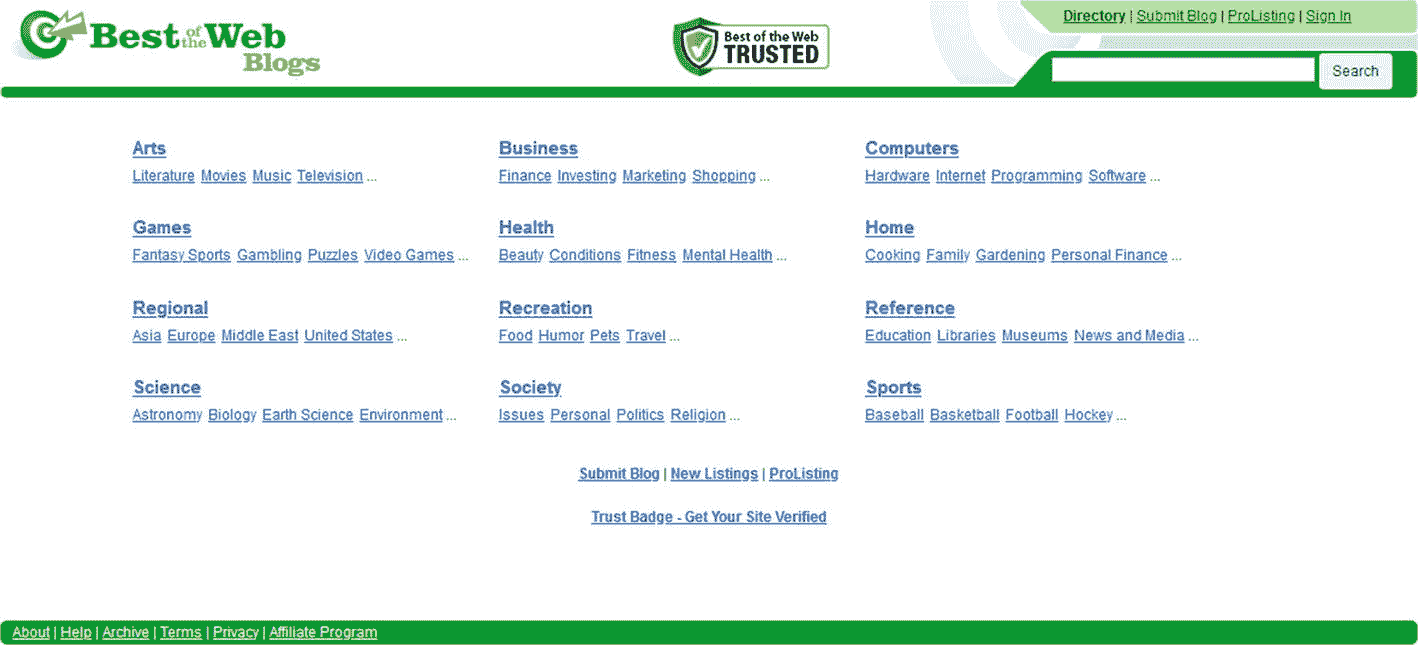 Best of the Web
Blogs
Best of the Web
TRUSTED
Directory | Submit Blog | ProListing | Sign In
Search
Arts
Literature Movies Music Television ...
Business
Finance Investing Marketing Shopping ...
Computers
Hardware Internet Programming Software ...
Games
Fantasy Sports Gambling Puzzles Video Games ...
Health
Beauty Conditions Fitness Mental Health ...
Home
Cooking Family Gardening Personal Finance ...
Regional
Asia Europe Middle East United States ...
Recreation
Food Humor Pets Travel ...
Reference
Education Libraries Museums News and Media ...
Science
Astronomy Biology Earth Science Environment ...
Society
Issues Personal Politics Religion ...
Sports
Baseball Basketball Football Hockey ...
Submit Blog | New Listings | ProListing
Trust Badge - Get Your Site Verified
About | Help | Archive | Terms | Privacy | Affiliate Program